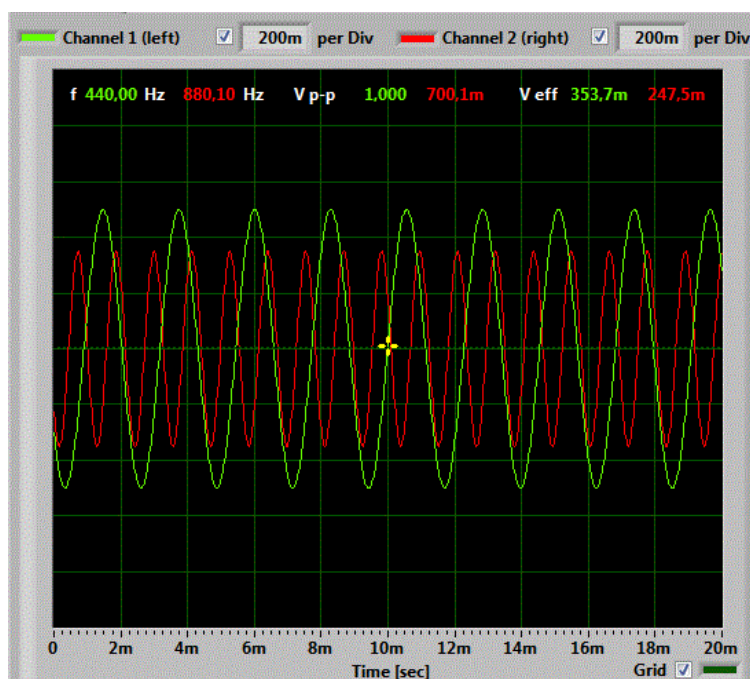 Channel 1 (left) 200m per Div Channel 2 (right) 200m per Div
f 440,00 Hz 880,10 Hz V p-p 1,000 700,1m V eff 353,7m 247,5m
0 2m 4m 6m 8m 10m 12m 14m 16m 18m 20m
Time [sec]
Grid